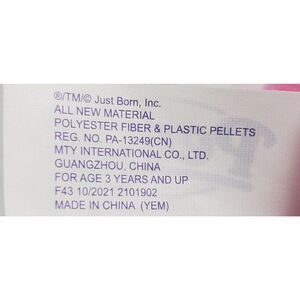 ®/TM/© Just Born, Inc.
ALL NEW MATERIAL
POLYESTER FIBER & PLASTIC PELLETS
REG. NO. PA-13249(CN)
MTY INTERNATIONAL CO., LTD.
GUANGZHOU, CHINA
FOR AGE 3 YEARS AND UP
F43 10/2021 2101902
MADE IN CHINA (YEM)